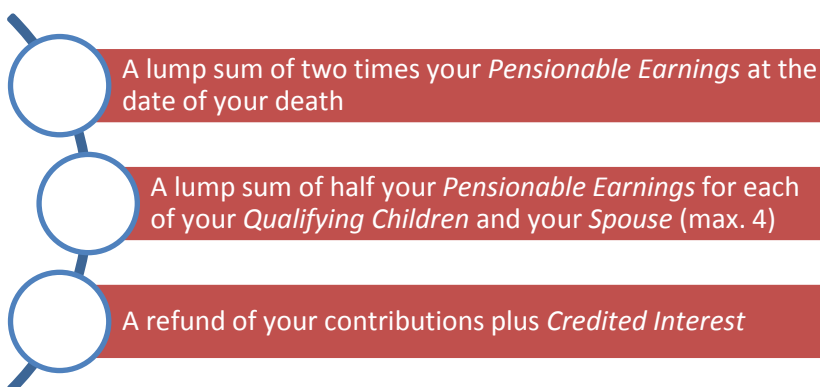 A lump sum of two times your Pensionable Earnings at the
date of your death
A lump sum of half your Pensionable Earnings for each
of your Qualifying Children and your Spouse (max. 4)
A refund of your contributions plus Credited Interest